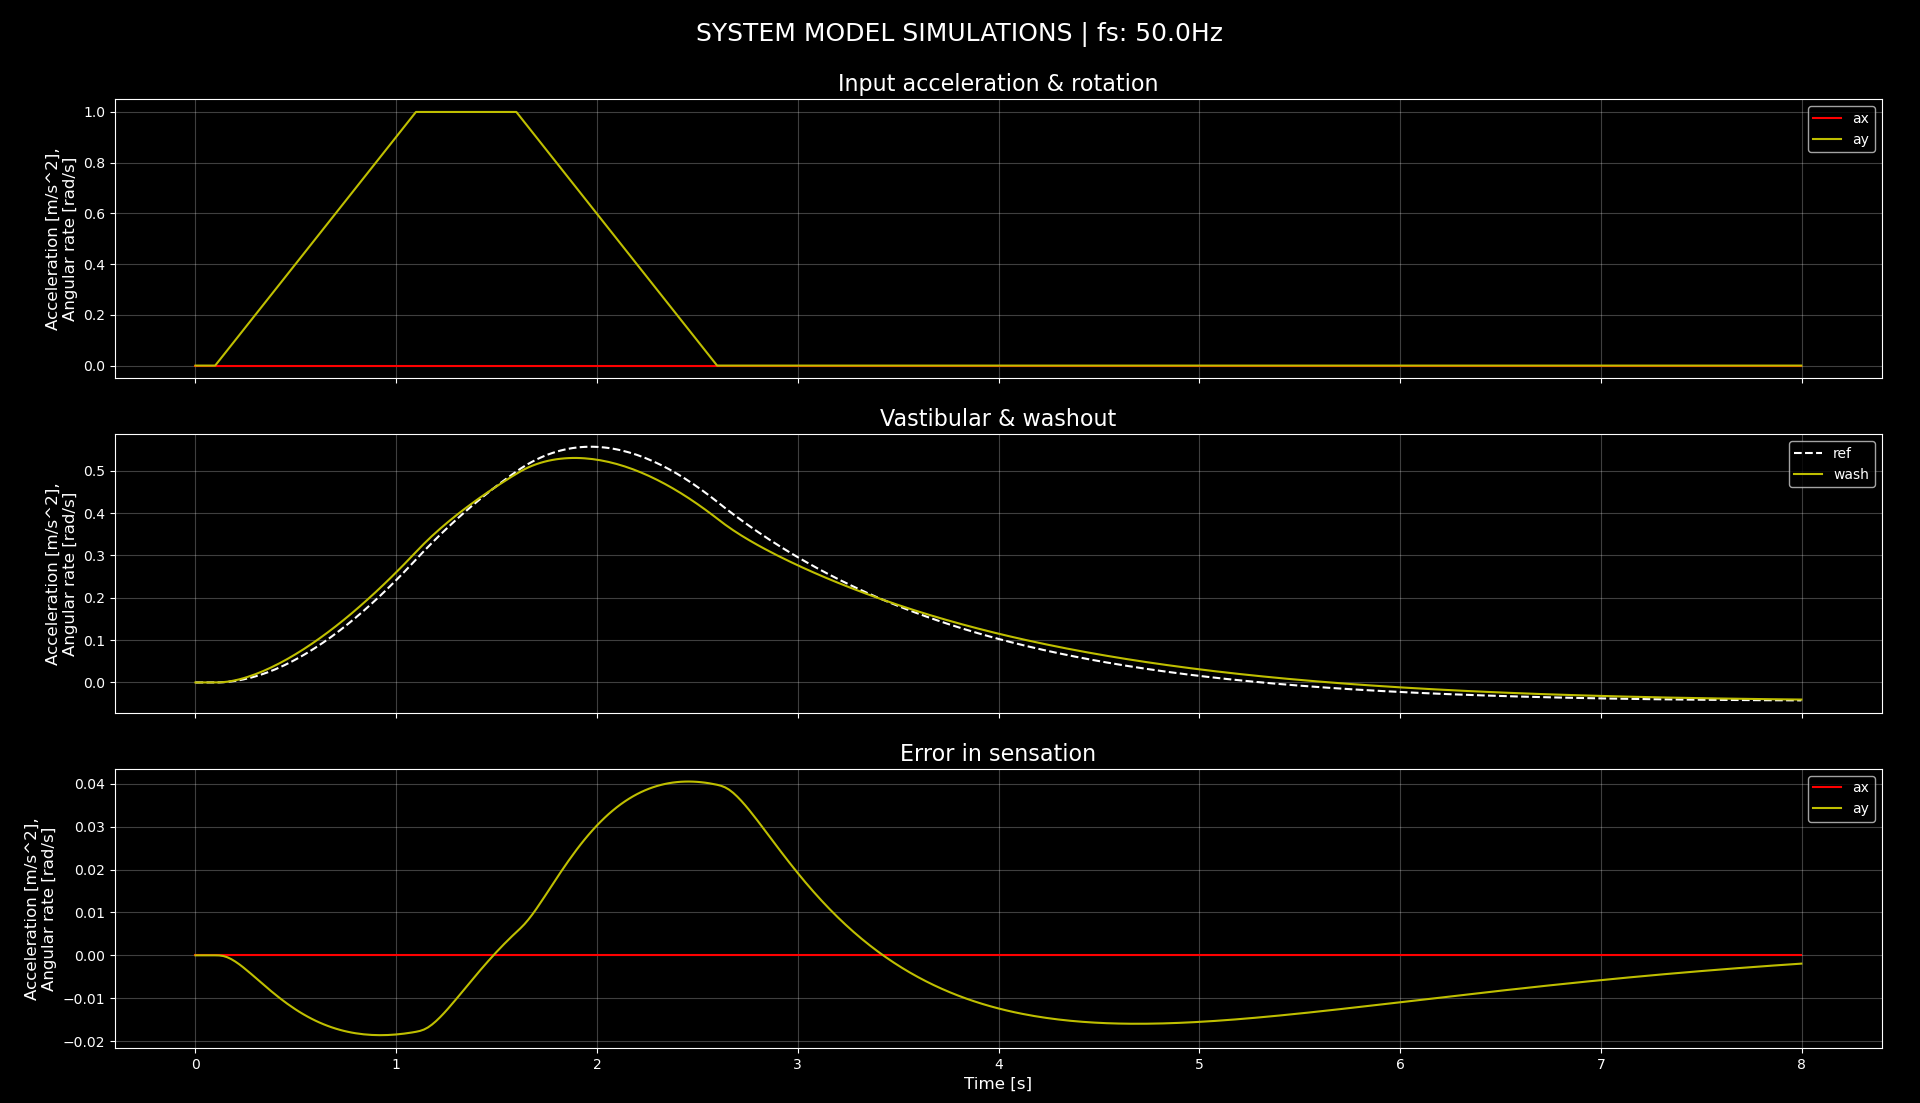 SYSTEM MODEL SIMULATIONS | fs: 50.0Hz
Input acceleration & rotation
Acceleration [m/s^2],
Angular rate [rad/s]
1.0
0.8
0.6
0.4
0.2
0.0
ax
ay
Vastibular & washout
Acceleration [m/s^2],
Angular rate [rad/s]
0.5
0.4
0.3
0.2
0.1
0.0
ref
wash
Error in sensation
Acceleration [m/s^2],
Angular rate [rad/s]
0.04
0.03
0.02
0.01
0.00
−0.01
−0.02
ax
ay
0 1 2 3 4 5 6 7 8
Time [s]